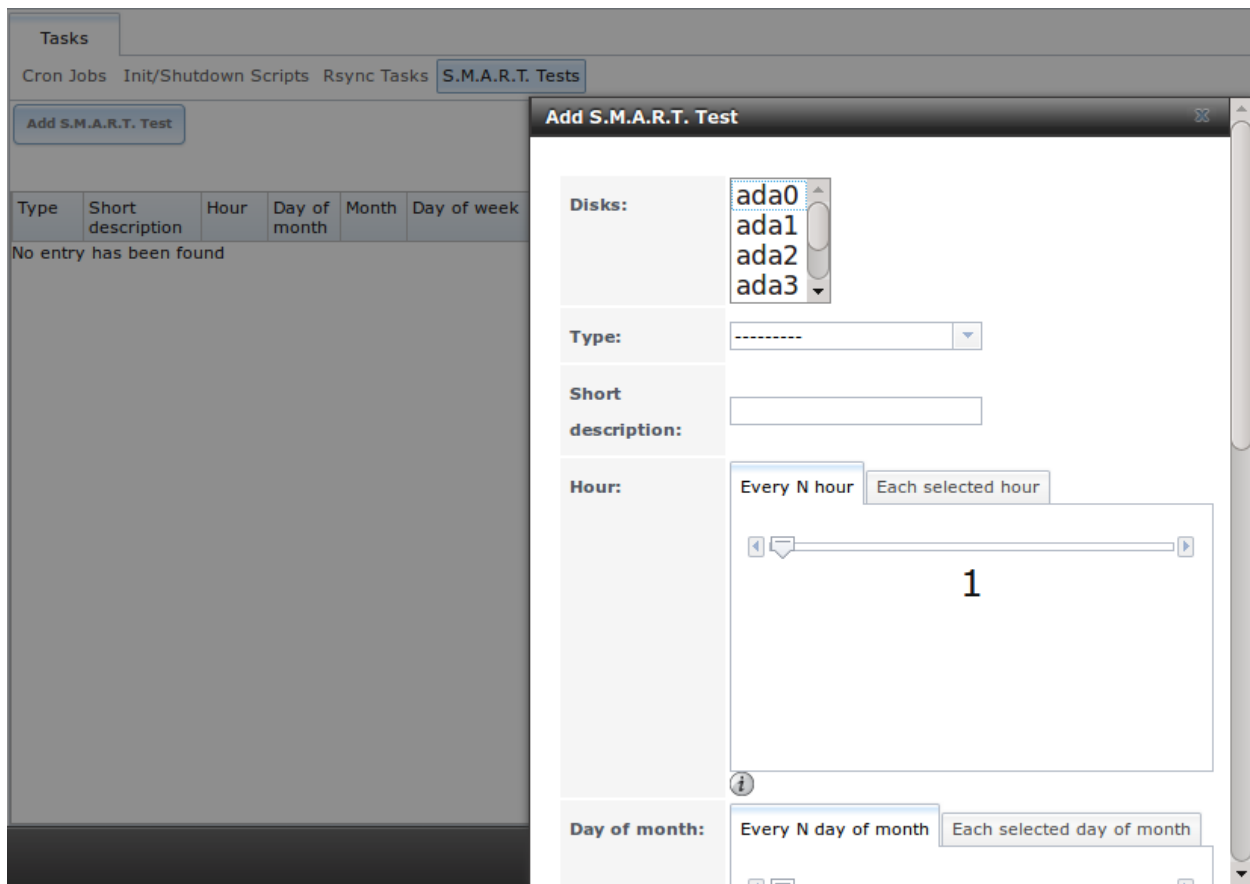 Tasks
Cron Jobs Init/Shutdown Scripts Rsync Tasks S.M.A.R.T. Tests
Add S.M.A.R.T. Test
Type Short description Hour Day of month Month Day of week
No entry has been found
Add S.M.A.R.T. Test
Disks:
ada0
ada1
ada2
ada3
Type:
---------
Short
description:
Hour:
Every N hour Each selected hour
1
i
Day of month:
Every N day of month Each selected day of month